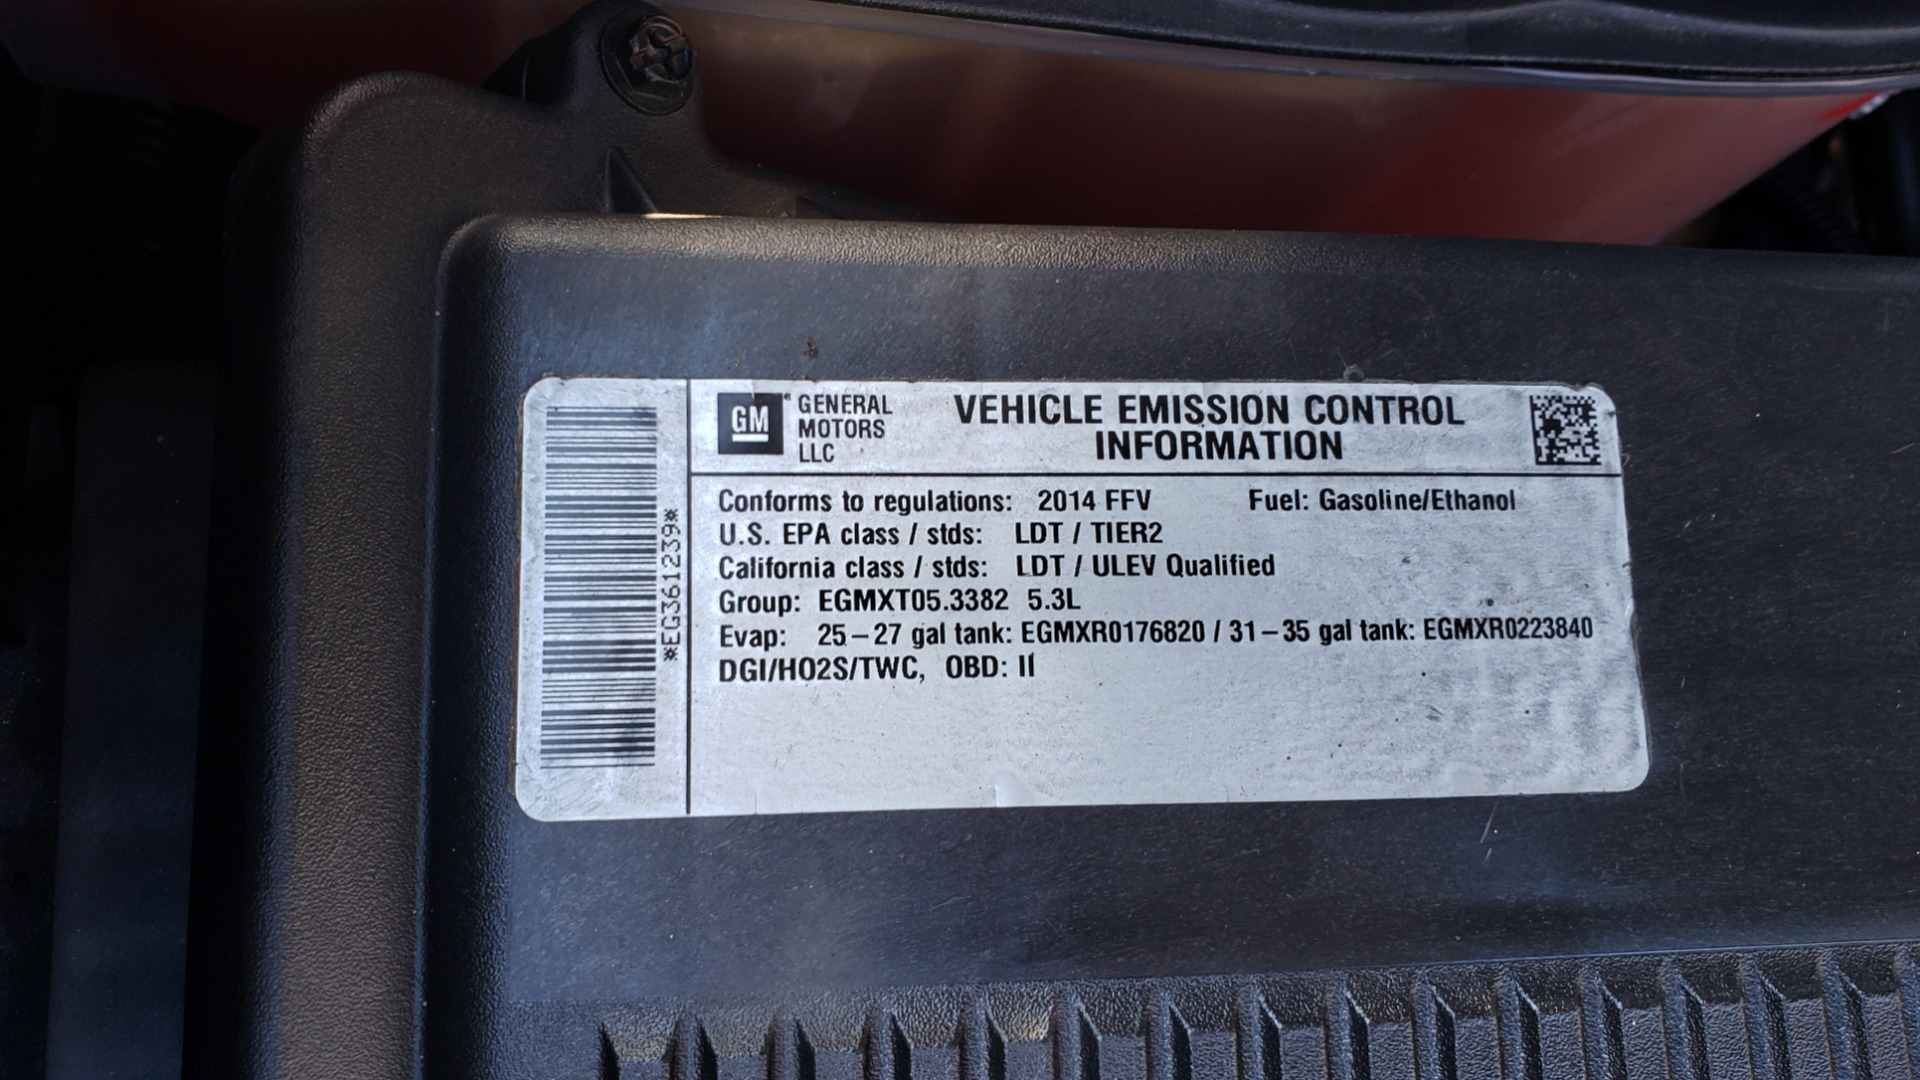 GM
GENERAL
MOTORS
LLC
VEHICLE EMISSION CONTROL
INFORMATION
Conforms to regulations: 2014 FFV Fuel: Gasoline/Ethanol
U.S. EPA class / stds: LDT / TIER2
California class / stds: LDT / ULEV Qualified
Group: EGMXT05.3382 5.3L
Evap: 25–27 gal tank: EGMXR0176820 / 31–35 gal tank: EGMXR0223840
DGI/HO2S/TWC, OBD: II
*EG361239*